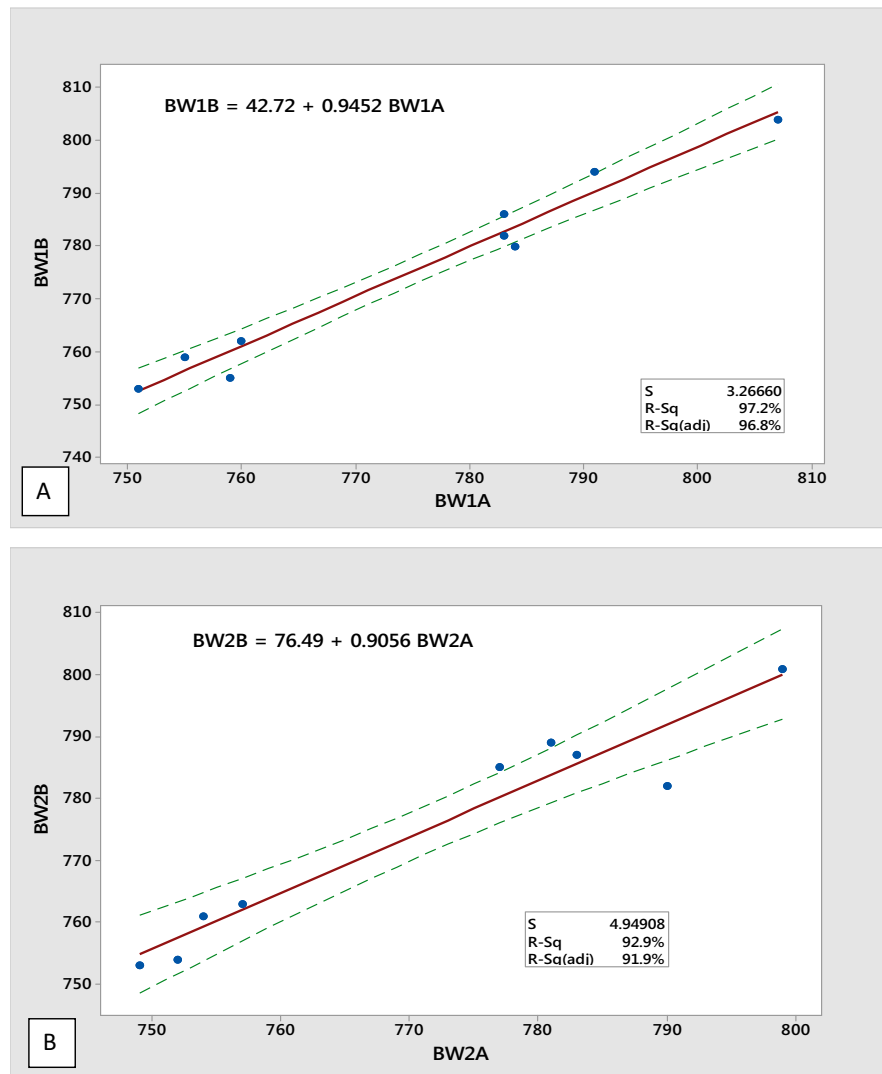 810
BW1B = 42.72 + 0.9452 BW1A
800
790
780
BW1B
770
760
750
740
S 3.26660
R-Sq 97.2%
R-Sq(adj) 96.8%
750 760 770 780 790 800 810
BW1A
A
810
BW2B = 76.49 + 0.9056 BW2A
800
790
780
BW2B
770
760
750
S 4.94908
R-Sq 92.9%
R-Sq(adj) 91.9%
750 760 770 780 790 800
BW2A
B